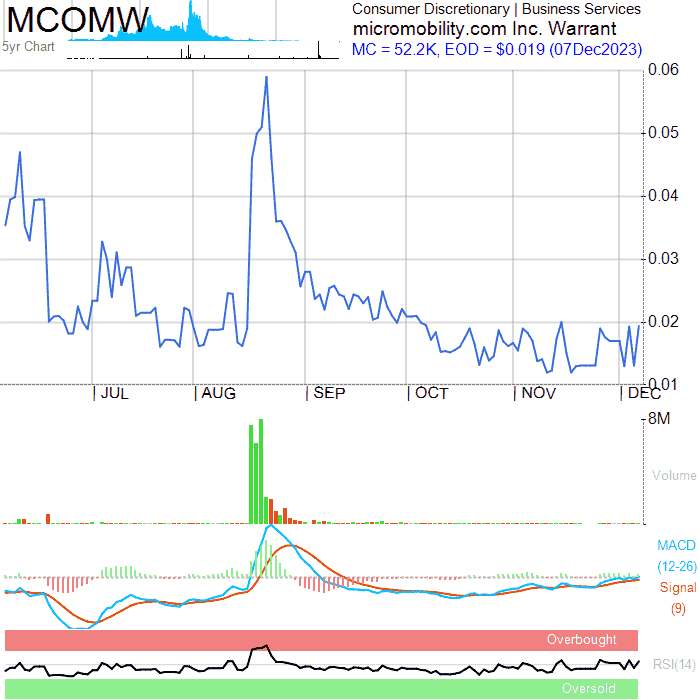 MCOMW
5yr Chart
Consumer Discretionary | Business Services
micromobility.com Inc. Warrant
MC = 52.2K, EOD = $0.019 (07Dec2023)
0.06
0.05
0.04
0.03
0.02
0.01
JUL AUG SEP OCT NOV DEC
8M
Volume
MACD
(12-26)
Signal
(9)
Overbought
RSI(14)
Oversold